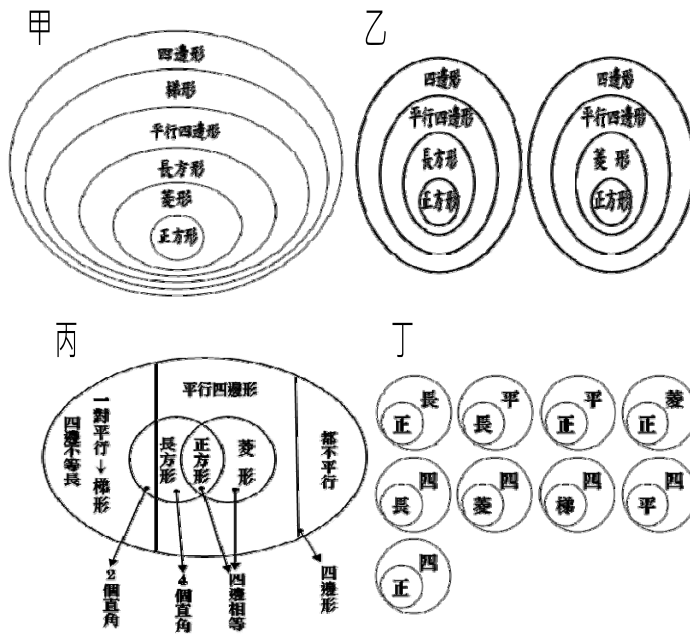 甲
四邊形
梯形
平行四邊形
長方形
菱形
正方形
乙
四邊形
平行四邊形
長方形
正方形
四邊形
平行四邊形
菱形
正方形
丙
四邊不等長
一對平行→梯形
平行四邊形
長方形
正方形
菱形
都不平行
2個直角
4個直角
四邊相等
四邊形
丁
長
正
平
長
平
正
菱
正
四
長
四
菱
四
梯
四
平
四
正